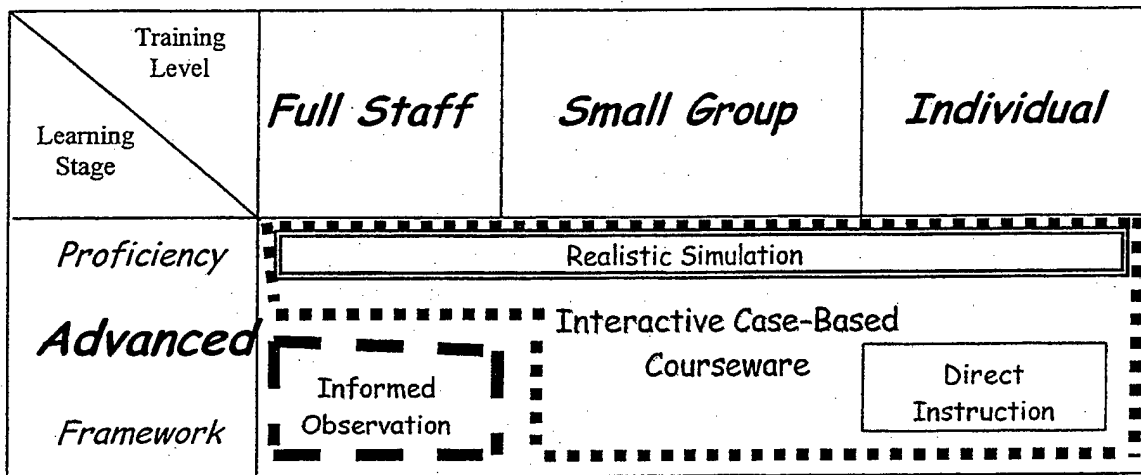 Training
Level
Learning
Stage
Full Staff
Small Group
Individual
Proficiency
Realistic Simulation
Advanced
Interactive Case-Based
Courseware
Informed
Observation
Direct
Instruction
Framework